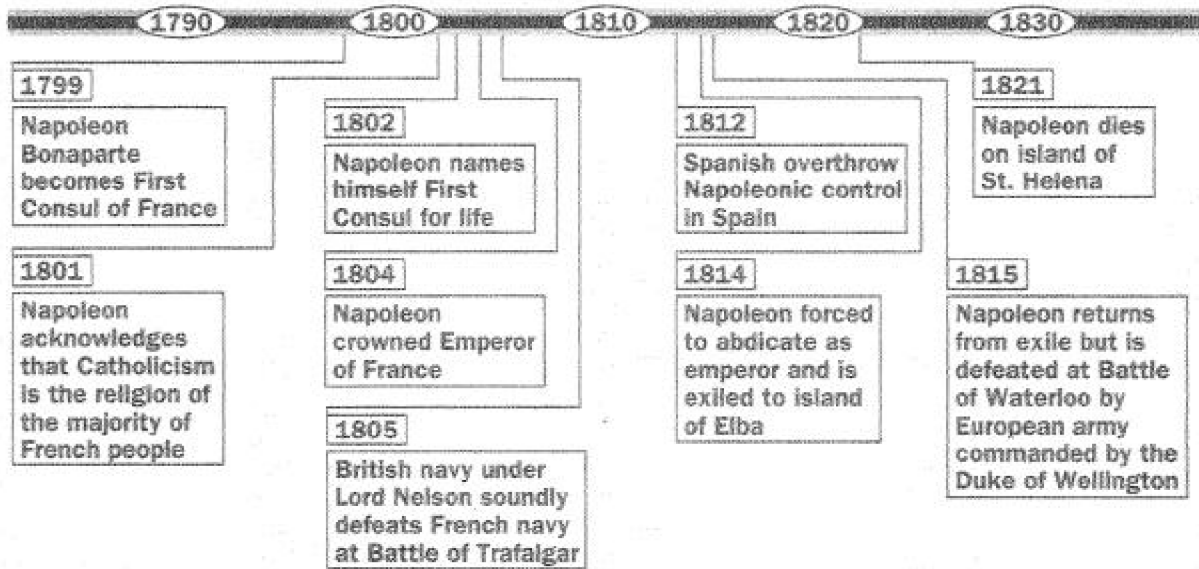 1790 1800 1810 1820 1830
1799
Napoleon
Bonaparte
becomes First
Consul of France
1801
Napoleon
acknowledges
that Catholicism
is the religion of
the majority of
French people
1802
Napoleon names
himself First
Consul for life
1804
Napoleon
crowned Emperor
of France
1805
British navy under
Lord Nelson soundly
defeats French navy
at Battle of Trafalgar
1812
Spanish overthrow
Napoleonic control
in Spain
1814
Napoleon forced
to abdicate as
emperor and is
exiled to island
of Elba
1821
Napoleon dies
on island of
St. Helena
1815
Napoleon returns
from exile but is
defeated at Battle
of Waterloo by
European army
commanded by the
Duke of Wellington